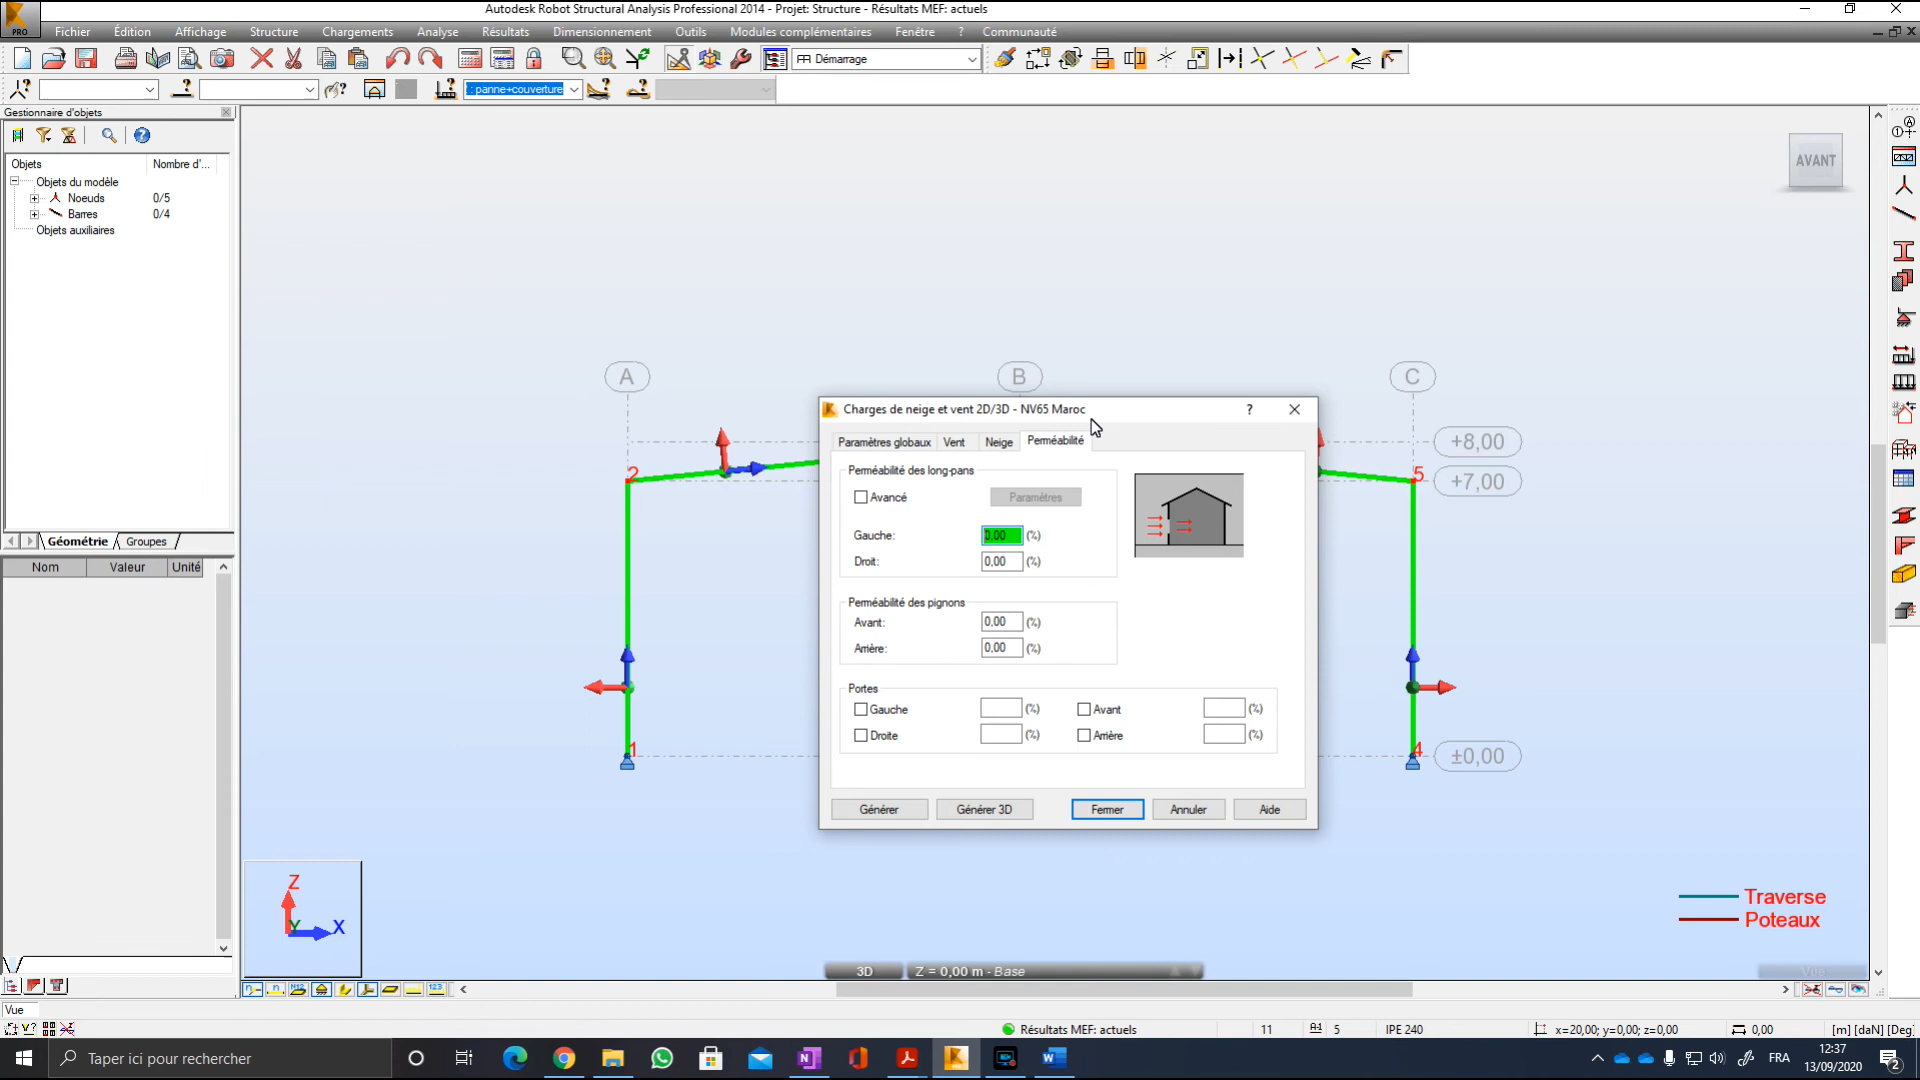 Autodesk Robot Structural Analysis Professional 2014 - Projet: Structure - Résultats MEF: actuels
PRO
Fichier Édition Affichage Structure Chargements Analyse Résultats Dimensionnement Outils Modules complémentaires Fenêtre ? Communauté
Démarrage
: panne+couverture
Gestionnaire d'objets
Objets Nombre d'...
Objets du modèle
Noeuds 0/5
Barres 0/4
Objets auxiliaires
Géométrie Groupes
Nom Valeur Unité
AVANT
A B C
+8,00
+7,00
±0,00
2
5
1
4
Charges de neige et vent 2D/3D - NV65 Maroc ?
Paramètres globaux Vent Neige Perméabilité
Perméabilité des long-pans
Avancé Paramètres
Gauche: 0,00 (%)
Droit: 0,00 (%)
Perméabilité des pignons
Avant: 0,00 (%)
Arrière: 0,00 (%)
Portes
Gauche (%) Avant (%)
Droite (%) Arrière (%)
Générer Générer 3D Fermer Annuler Aide
Z
Y X
Traverse
Poteaux
3D Z = 0,00 m - Base
Vue
Vue
Résultats MEF: actuels 11 5 IPE 240 x=20,00; y=0,00; z=0,00 0,00 [m] [daN] [Deg]
Taper ici pour rechercher
FRA
12:37
13/09/2020
2